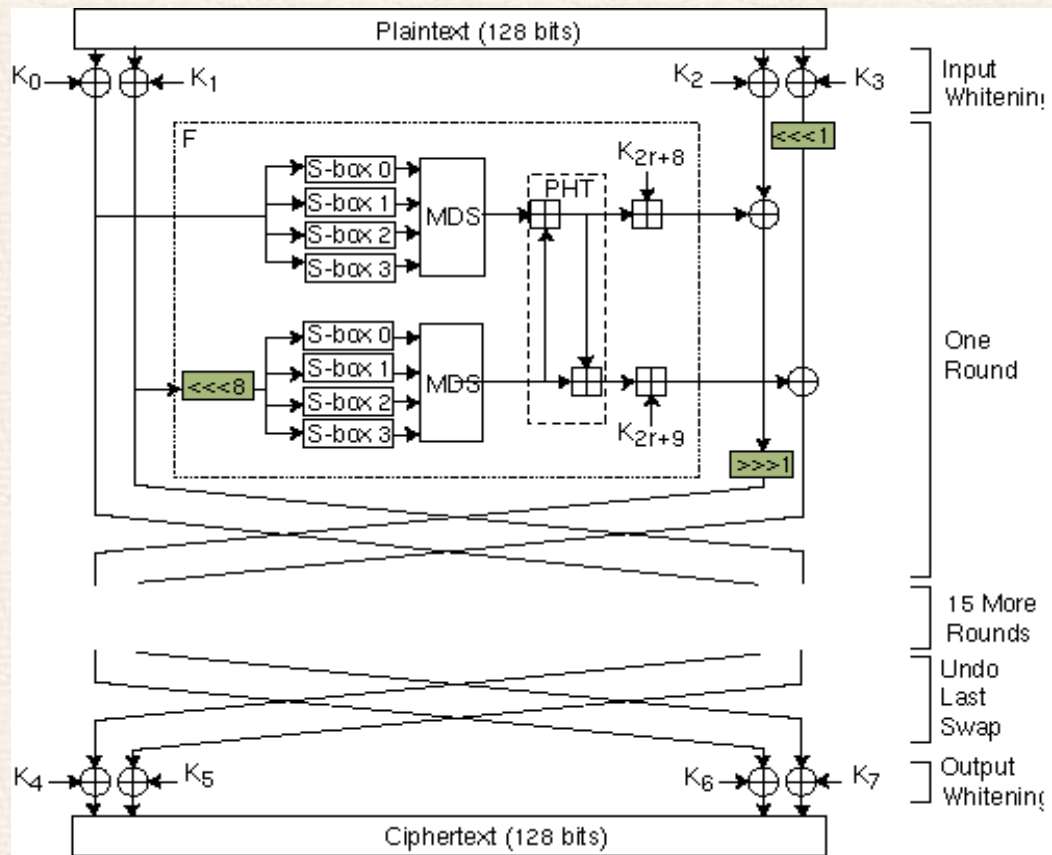 Plaintext (128 bits)
K0
K1
K2
K3
Input
Whitening
<<<1
F
K2r+8
S-box 0
S-box 1
S-box 2
S-box 3
MDS
PHT
One
Round
<<<8
S-box 0
S-box 1
S-box 2
S-box 3
MDS
K2r+9
>>>1
15 More
Rounds
Undo
Last
Swap
K4
K5
K6
K7
Output
Whitening
Ciphertext (128 bits)